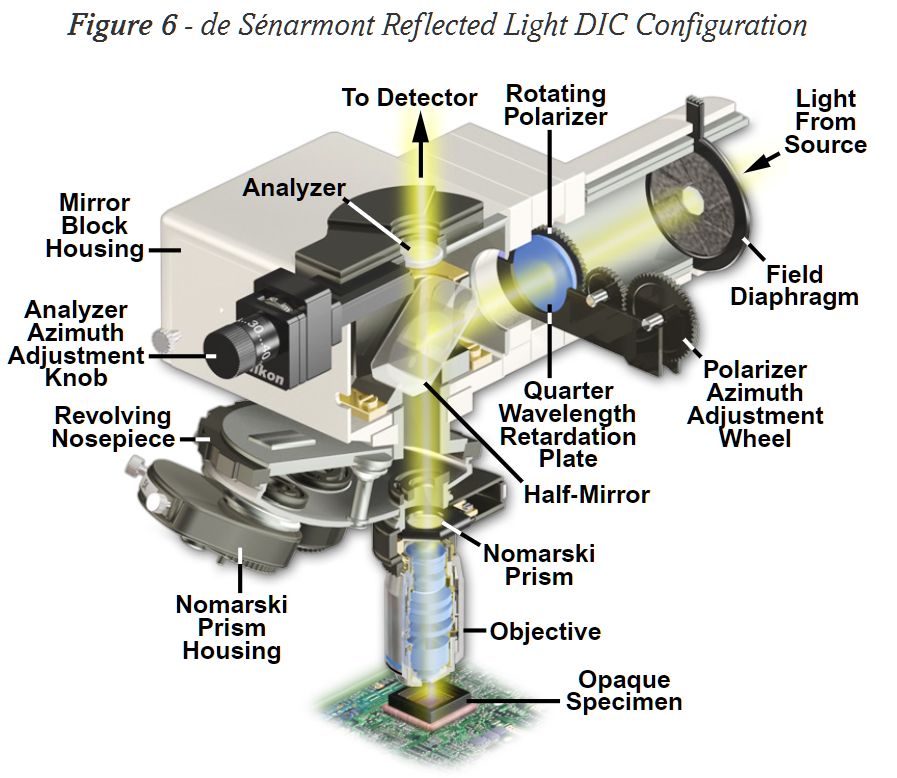 Figure 6 - de Sénarmont Reflected Light DIC Configuration
To Detector
Rotating
Polarizer
Light
From
Source
Analyzer
Mirror
Block
Housing
Field
Diaphragm
Analyzer
Azimuth
Adjustment
Knob
30
Nikon
Polarizer
Azimuth
Adjustment
Wheel
Quarter
Wavelength
Retardation
Plate
Revolving
Nosepiece
Half-Mirror
Nomarski
Prism
Nomarski
Prism
Housing
Objective
Opaque
Specimen